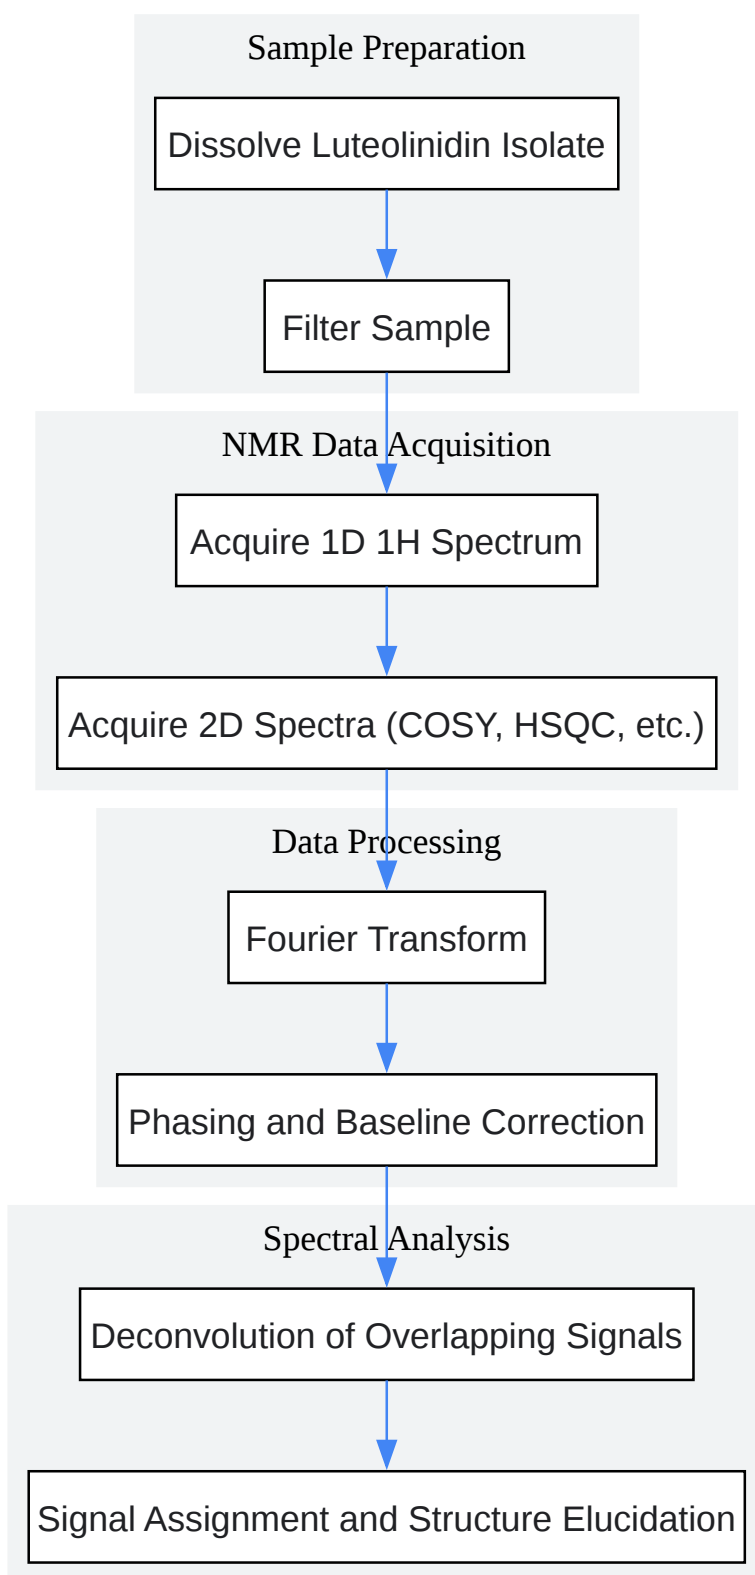 Sample Preparation
Dissolve Luteolinidin Isolate
Filter Sample
NMR Data Acquisition
Acquire 1D 1H Spectrum
Acquire 2D Spectra (COSY, HSQC, etc.)
Data Processing
Fourier Transform
Phasing and Baseline Correction
Spectral Analysis
Deconvolution of Overlapping Signals
Signal Assignment and Structure Elucidation